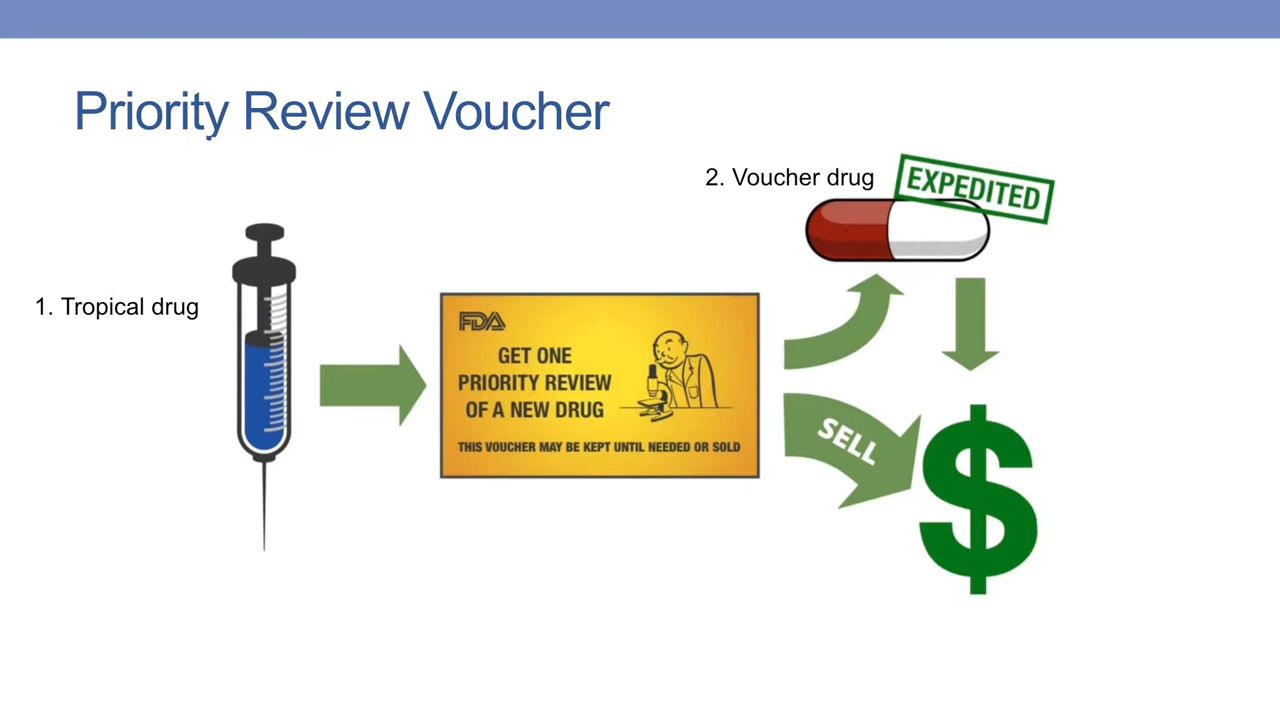 Priority Review Voucher
1. Tropical drug
FDA
GET ONE
PRIORITY REVIEW
OF A NEW DRUG
THIS VOUCHER MAY BE KEPT UNTIL NEEDED OR SOLD
2. Voucher drug
EXPEDITED
SELL
$